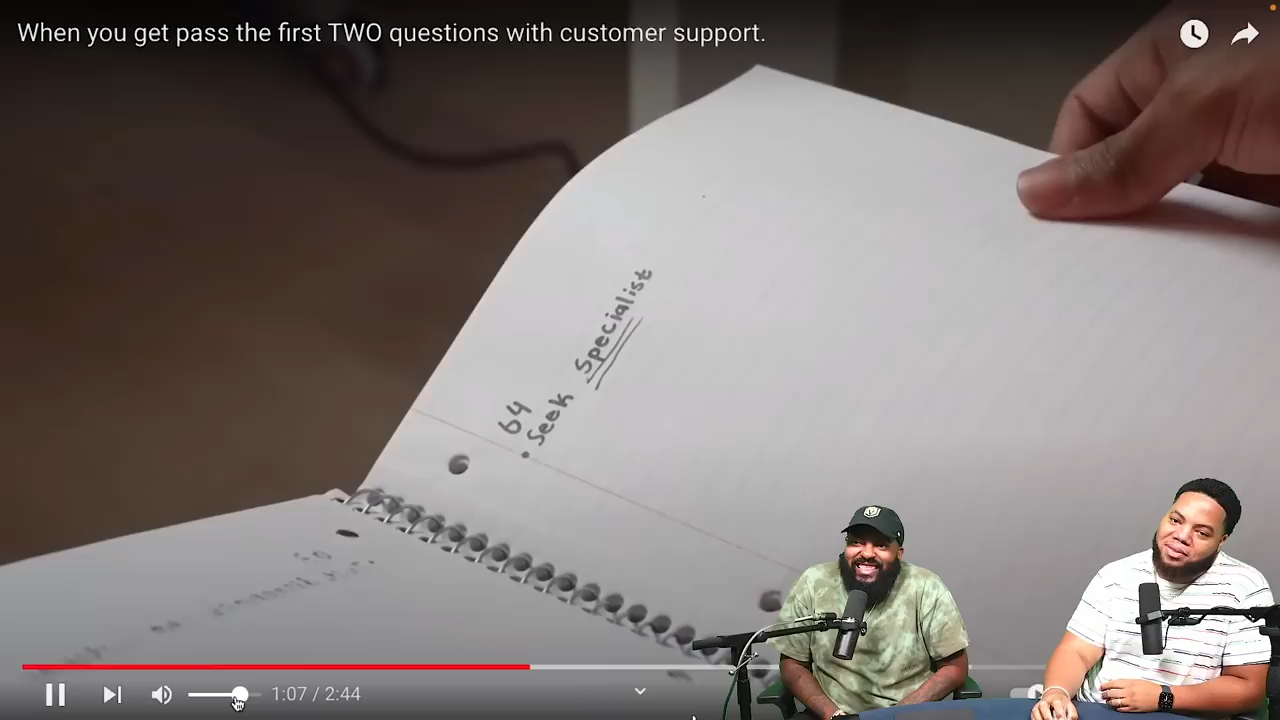 When you get pass the first TWO questions with customer support.
64
• Seek Specialist
1:07 / 2:44